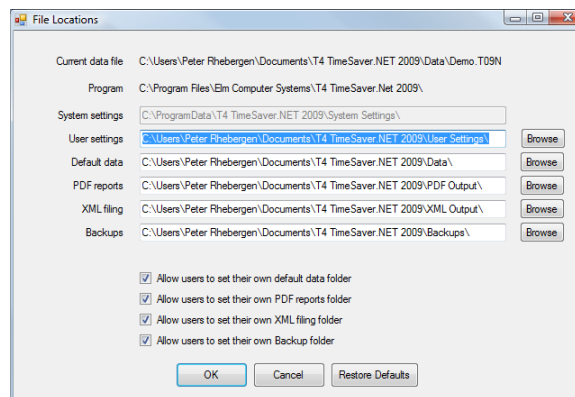 File Locations
Current data file C:\Users\Peter Rhebergen\Documents\T4 TimeSaver.NET 2009\Data\Demo.T09N
Program C:\Program Files\Elm Computer Systems\T4 TimeSaver.Net 2009\
System settings C:\ProgramData\T4 TimeSaver.NET 2009\System Settings\
User settings C:\Users\Peter Rhebergen\Documents\T4 TimeSaver.NET 2009\User Settings\ Browse
Default data C:\Users\Peter Rhebergen\Documents\T4 TimeSaver.NET 2009\Data\ Browse
PDF reports C:\Users\Peter Rhebergen\Documents\T4 TimeSaver.NET 2009\PDF Output\ Browse
XML filing C:\Users\Peter Rhebergen\Documents\T4 TimeSaver.NET 2009\XML Output\ Browse
Backups C:\Users\Peter Rhebergen\Documents\T4 TimeSaver.NET 2009\Backups\ Browse
Allow users to set their own default data folder
Allow users to set their own PDF reports folder
Allow users to set their own XML filing folder
Allow users to set their own Backup folder
OK Cancel Restore Defaults